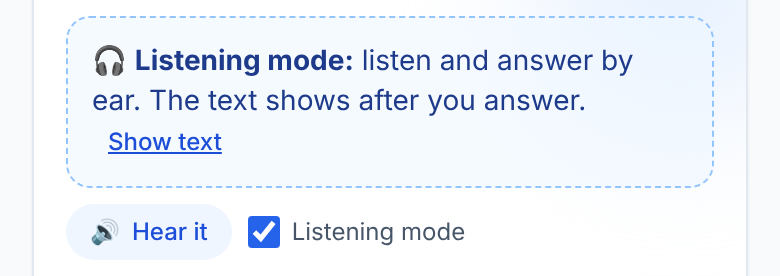 🎧 Listening mode: listen and answer by
ear. The text shows after you answer.
Show text
🔊 Hear it
Listening mode